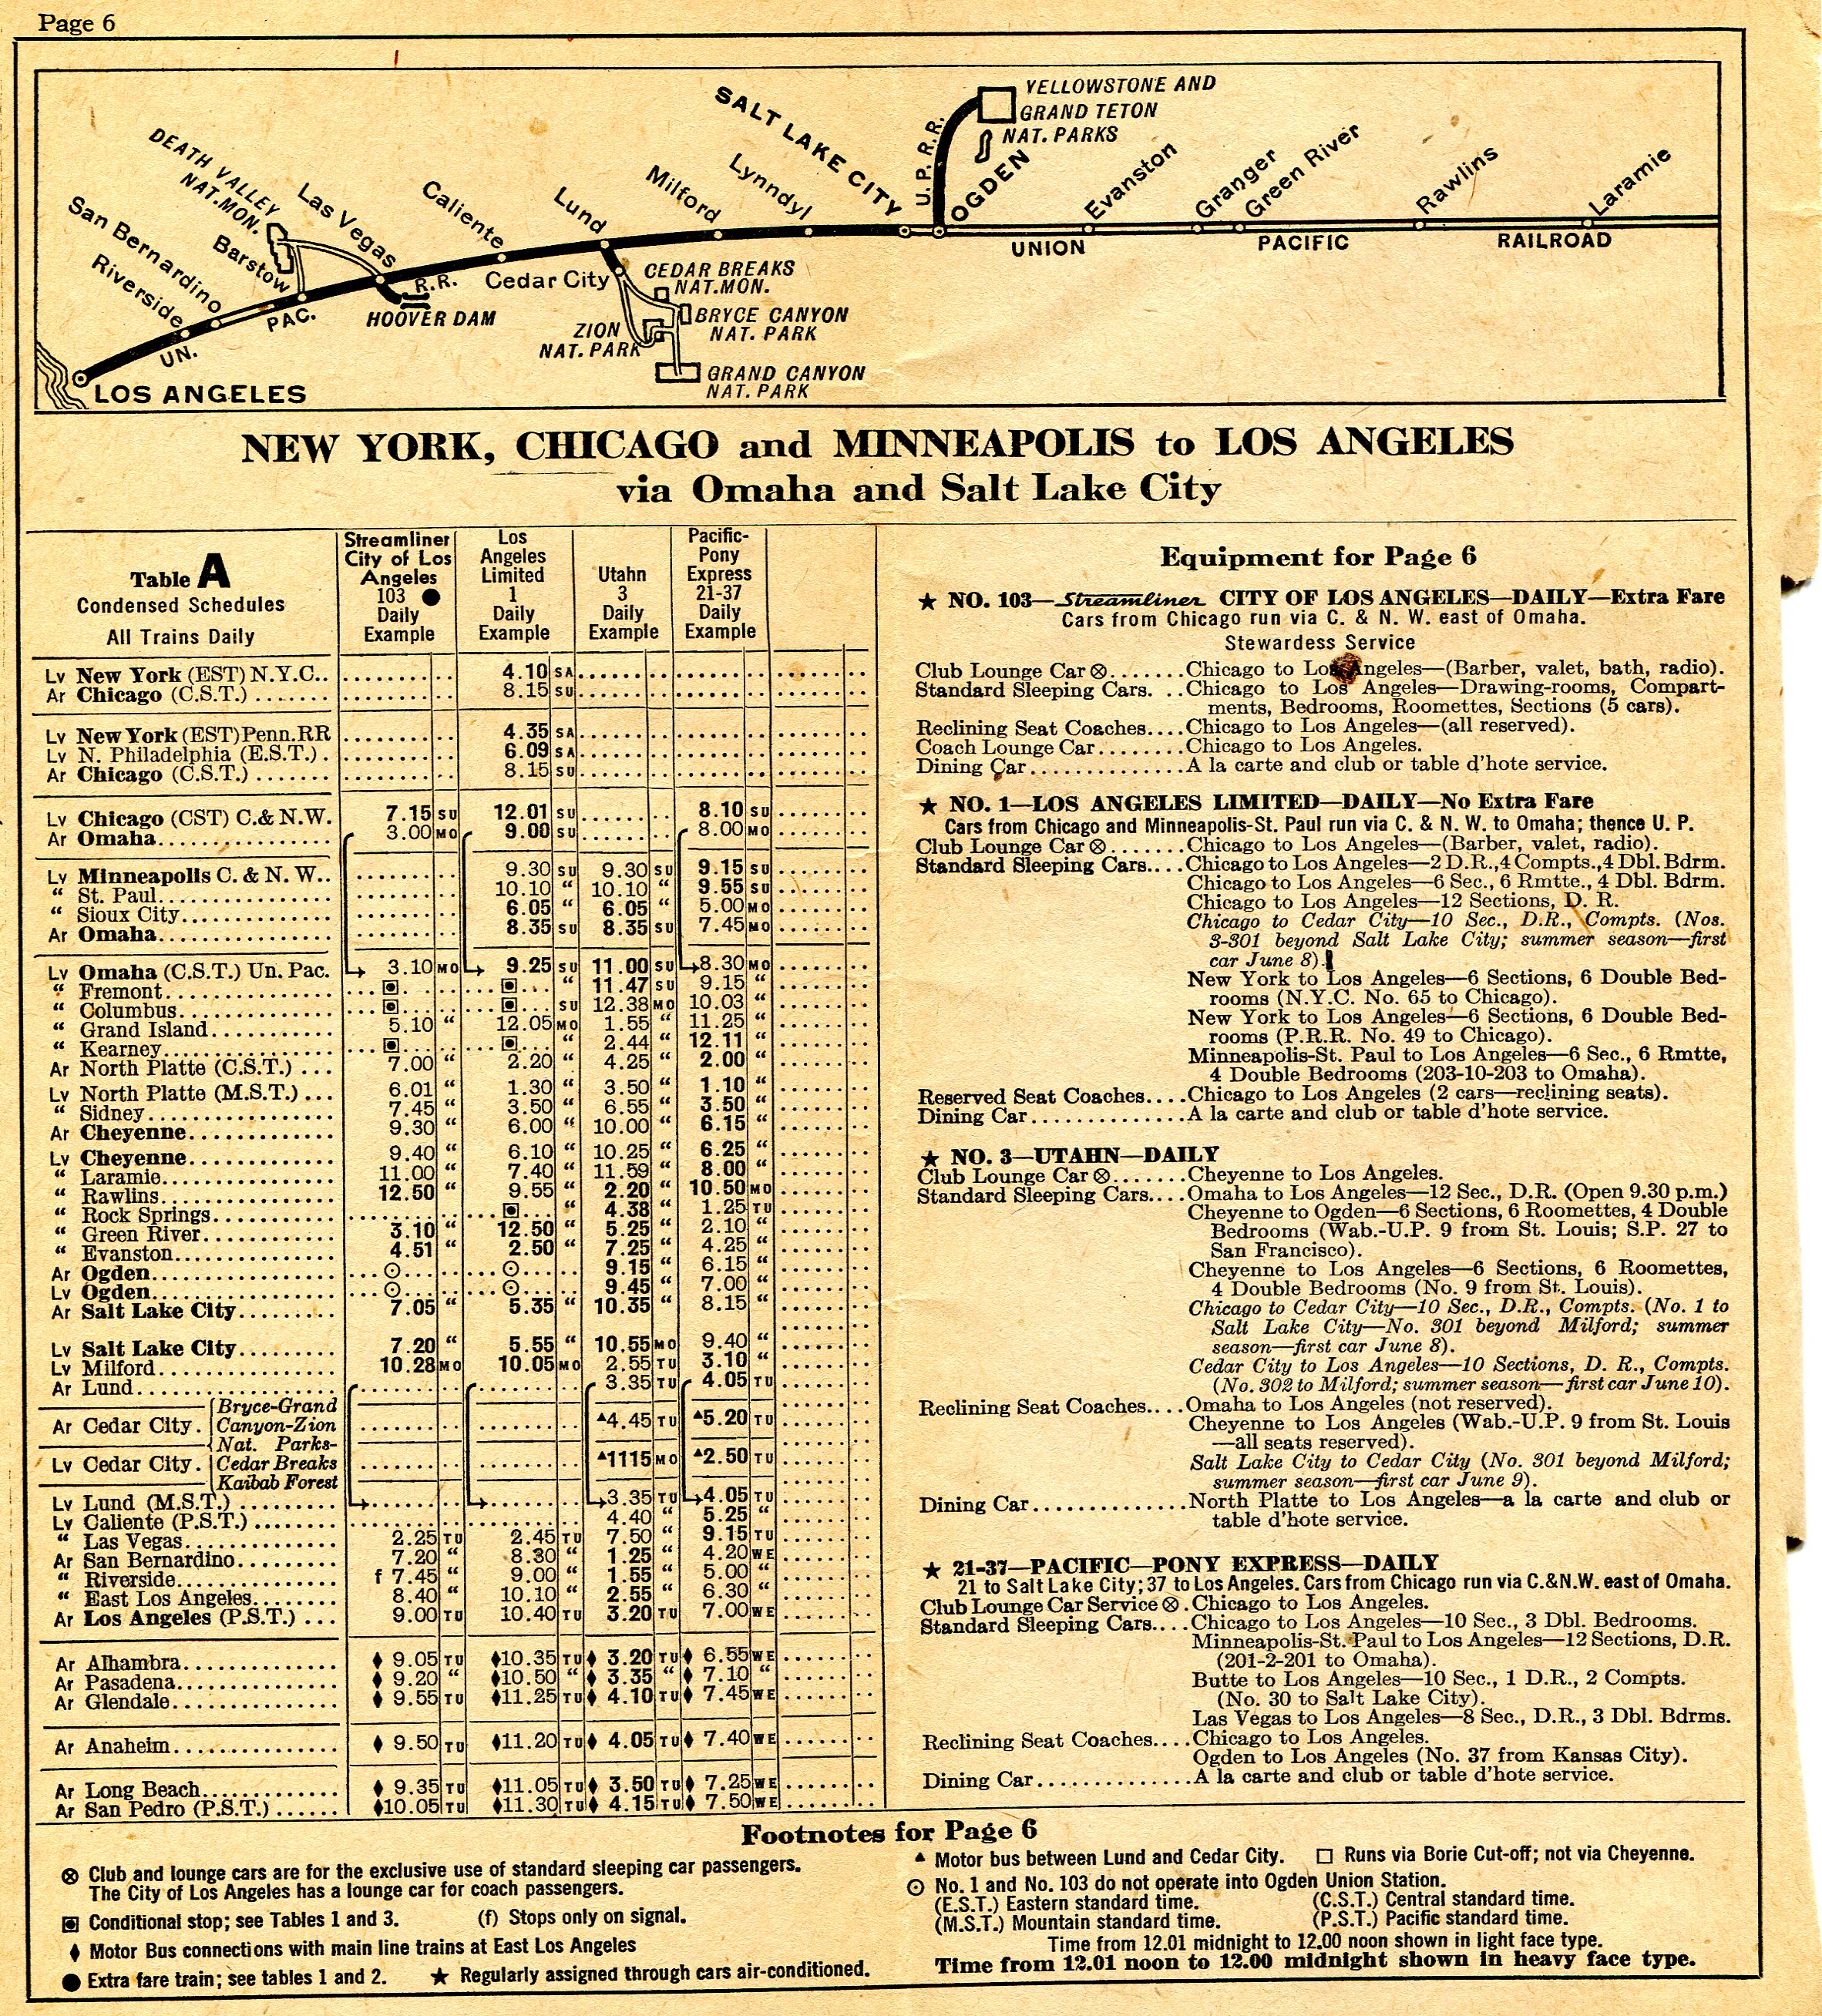 Page 6
YELLOWSTONE AND
GRAND TETON
NAT. PARKS
SALT LAKE CITY
U.P.R.R.
OGDEN
DEATH VALLEY
NAT. MON.
San Bernardino
Riverside
Barstow
Las Vegas
Caliente
Lund
Milford
Lynndyl
Evanston
Granger
Green River
Rawlins
Laramie
UNION PACIFIC RAILROAD
Cedar City
CEDAR BREAKS
NAT. MON.
BRYCE CANYON
NAT. PARK
ZION
NAT. PARK
GRAND CANYON
NAT. PARK
UN. PAC. R.R.
HOOVER DAM
LOS ANGELES
NEW YORK, CHICAGO and MINNEAPOLIS to LOS ANGELES
via Omaha and Salt Lake City
Table A
Condensed Schedules
All Trains Daily
Streamliner City of Los Angeles 103 ● Daily Example
Los Angeles Limited 1 Daily Example
Utahn 3 Daily Example
Pacific-Pony Express 21-37 Daily Example
Lv New York (EST) N.Y.C.. 4.10 SA
Ar Chicago (C.S.T.) 8.15 SU
Lv New York (EST) Penn.RR 4.35 SA
Lv N. Philadelphia (E.S.T.) 6.09 SA
Ar Chicago (C.S.T.) 8.15 SU
Lv Chicago (CST) C.& N.W. 7.15 SU 12.01 SU 8.10 SU
Ar Omaha 3.00 MO 9.00 SU 8.00 MO
Lv Minneapolis C. & N. W.. 9.30 SU 9.30 SU 9.15 SU
“ St. Paul 10.10 “ 10.10 “ 9.55 SU
“ Sioux City 6.05 “ 6.05 “ 5.00 MO
Ar Omaha 8.35 SU 8.35 SU 7.45 MO
Lv Omaha (C.S.T.) Un. Pac. 3.10 MO 9.25 SU 11.00 SU 8.30 MO
“ Fremont ▣ ▣ “ 11.47 SU 9.15 “
“ Columbus ▣ ▣ SU 12.38 MO 10.03 “
“ Grand Island 5.10 “ 12.05 MO 1.55 “ 11.25 “
“ Kearney ▣ ▣ “ 2.44 “ 12.11 “
Ar North Platte (C.S.T.) 7.00 “ 2.20 “ 4.25 “ 2.00 “
Lv North Platte (M.S.T.) 6.01 “ 1.30 “ 3.50 “ 1.10 “
“ Sidney 7.45 “ 3.50 “ 6.55 “ 3.50 “
Ar Cheyenne 9.30 “ 6.00 “ 10.00 “ 6.15 “
Lv Cheyenne 9.40 “ 6.10 “ 10.25 “ 6.25 “
“ Laramie 11.00 “ 7.40 “ 11.59 “ 8.00 “
“ Rawlins 12.50 “ 9.55 “ 2.20 “ 10.50 MO
“ Rock Springs ▣ “ 4.38 “ 1.25 TU
“ Green River 3.10 “ 12.50 “ 5.25 “ 2.10 “
“ Evanston 4.51 “ 2.50 “ 7.25 “ 4.25 “
Ar Ogden ⊙ ⊙ 9.15 “ 6.15 “
Lv Ogden ⊙ ⊙ 9.45 “ 7.00 “
Ar Salt Lake City 7.05 “ 5.35 “ 10.35 “ 8.15 “
Lv Salt Lake City 7.20 “ 5.55 “ 10.55 MO 9.40 “
Lv Milford 10.28 MO 10.05 MO 2.55 TU 3.10 “
Ar Lund 3.35 TU 4.05 TU
Bryce-Grand
Ar Cedar City. Canyon-Zion ▲4.45 TU ▲5.20 TU
Nat. Parks-
Lv Cedar City. Cedar Breaks ▲1115 MO ▲2.50 TU
Kaibab Forest
Lv Lund (M.S.T.) 3.35 TU 4.05 TU
Lv Caliente (P.S.T.) 4.40 “ 5.25 “
“ Las Vegas 2.25 TU 2.45 TU 7.50 “ 9.15 TU
Ar San Bernardino 7.20 “ 8.30 “ 1.25 “ 4.20 WE
“ Riverside f 7.45 “ 9.00 “ 1.55 “ 5.00 “
“ East Los Angeles 8.40 “ 10.10 “ 2.55 “ 6.30 “
Ar Los Angeles (P.S.T.) 9.00 TU 10.40 TU 3.20 TU 7.00 WE
Ar Alhambra ♦ 9.05 TU ♦10.35 TU ♦ 3.20 TU ♦ 6.55 WE
Ar Pasadena ♦ 9.20 “ ♦10.50 “ ♦ 3.35 “ ♦ 7.10 “
Ar Glendale ♦ 9.55 TU ♦11.25 TU ♦ 4.10 TU ♦ 7.45 WE
Ar Anaheim ♦ 9.50 TU ♦11.20 TU ♦ 4.05 TU ♦ 7.40 WE
Ar Long Beach ♦ 9.35 TU ♦11.05 TU ♦ 3.50 TU ♦ 7.25 WE
Ar San Pedro (P.S.T.) ♦10.05 TU ♦11.30 TU ♦ 4.15 TU ♦ 7.50 WE
Equipment for Page 6
★ NO. 103—Streamliner CITY OF LOS ANGELES—DAILY—Extra Fare
Cars from Chicago run via C. & N. W. east of Omaha.
Stewardess Service
Club Lounge Car ⊗.......Chicago to Los Angeles—(Barber, valet, bath, radio).
Standard Sleeping Cars. ..Chicago to Los Angeles—Drawing-rooms, Compart-
ments, Bedrooms, Roomettes, Sections (5 cars).
Reclining Seat Coaches....Chicago to Los Angeles—(all reserved).
Coach Lounge Car........Chicago to Los Angeles.
Dining Car..............A la carte and club or table d'hote service.
★ NO. 1—LOS ANGELES LIMITED—DAILY—No Extra Fare
Cars from Chicago and Minneapolis-St. Paul run via C. & N. W. to Omaha; thence U. P.
Club Lounge Car ⊗.......Chicago to Los Angeles—(Barber, valet, radio).
Standard Sleeping Cars....Chicago to Los Angeles—2 D.R.,4 Compts.,4 Dbl. Bdrm.
Chicago to Los Angeles—6 Sec., 6 Rmtte., 4 Dbl. Bdrm.
Chicago to Los Angeles—12 Sections, D. R.
Chicago to Cedar City—10 Sec., D.R., Compts. (Nos.
3-301 beyond Salt Lake City; summer season—first
car June 8).
New York to Los Angeles—6 Sections, 6 Double Bed-
rooms (N.Y.C. No. 65 to Chicago).
New York to Los Angeles—6 Sections, 6 Double Bed-
rooms (P.R.R. No. 49 to Chicago).
Minneapolis-St. Paul to Los Angeles—6 Sec., 6 Rmtte,
4 Double Bedrooms (203-10-203 to Omaha).
Reserved Seat Coaches....Chicago to Los Angeles (2 cars—reclining seats).
Dining Car..............A la carte and club or table d'hote service.
★ NO. 3—UTAHN—DAILY
Club Lounge Car ⊗.......Cheyenne to Los Angeles.
Standard Sleeping Cars....Omaha to Los Angeles—12 Sec., D.R. (Open 9.30 p.m.)
Cheyenne to Ogden—6 Sections, 6 Roomettes, 4 Double
Bedrooms (Wab.-U.P. 9 from St. Louis; S.P. 27 to
San Francisco).
Cheyenne to Los Angeles—6 Sections, 6 Roomettes,
4 Double Bedrooms (No. 9 from St. Louis).
Chicago to Cedar City—10 Sec., D.R., Compts. (No. 1 to
Salt Lake City—No. 301 beyond Milford; summer
season—first car June 8).
Cedar City to Los Angeles—10 Sections, D. R., Compts.
(No. 302 to Milford; summer season—first car June 10).
Reclining Seat Coaches....Omaha to Los Angeles (not reserved).
Cheyenne to Los Angeles (Wab.-U.P. 9 from St. Louis
—all seats reserved).
Salt Lake City to Cedar City (No. 301 beyond Milford;
summer season—first car June 9).
Dining Car..............North Platte to Los Angeles—a la carte and club or
table d'hote service.
★ 21-37—PACIFIC—PONY EXPRESS—DAILY
21 to Salt Lake City; 37 to Los Angeles. Cars from Chicago run via C.&N.W. east of Omaha.
Club Lounge Car Service ⊗.Chicago to Los Angeles.
Standard Sleeping Cars....Chicago to Los Angeles—10 Sec., 3 Dbl. Bedrooms.
Minneapolis-St. Paul to Los Angeles—12 Sections, D.R.
(201-2-201 to Omaha).
Butte to Los Angeles—10 Sec., 1 D.R., 2 Compts.
(No. 30 to Salt Lake City).
Las Vegas to Los Angeles—8 Sec., D.R., 3 Dbl. Bdrms.
Reclining Seat Coaches....Chicago to Los Angeles.
Ogden to Los Angeles (No. 37 from Kansas City).
Dining Car..............A la carte and club or table d'hote service.
Footnotes for Page 6
⊗ Club and lounge cars are for the exclusive use of standard sleeping car passengers.
The City of Los Angeles has a lounge car for coach passengers.
▣ Conditional stop; see Tables 1 and 3. (f) Stops only on signal.
♦ Motor Bus connections with main line trains at East Los Angeles
● Extra fare train; see tables 1 and 2. ★ Regularly assigned through cars air-conditioned.
▲ Motor bus between Lund and Cedar City. □ Runs via Borie Cut-off; not via Cheyenne.
⊙ No. 1 and No. 103 do not operate into Ogden Union Station.
(E.S.T.) Eastern standard time. (C.S.T.) Central standard time.
(M.S.T.) Mountain standard time. (P.S.T.) Pacific standard time.
Time from 12.01 midnight to 12.00 noon shown in light face type.
Time from 12.01 noon to 12.00 midnight shown in heavy face type.